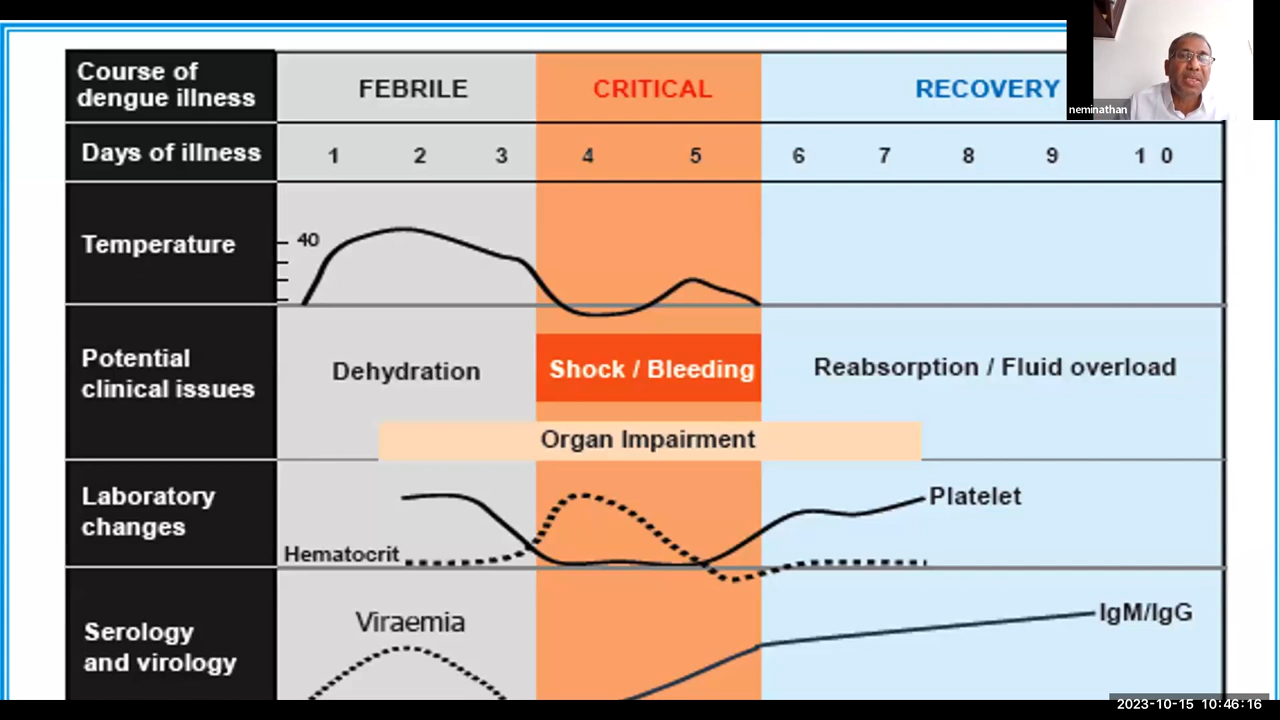 Course of
dengue illness
FEBRILE
CRITICAL
RECOVERY
neminathan
Days of illness
1 2 3 4 5 6 7 8 9 1 0
Temperature
40
Potential
clinical issues
Dehydration
Shock / Bleeding
Reabsorption / Fluid overload
Organ Impairment
Laboratory
changes
Platelet
Hematocrit
Serology
and virology
Viraemia
IgM/IgG
2023-10-15 10:46:16